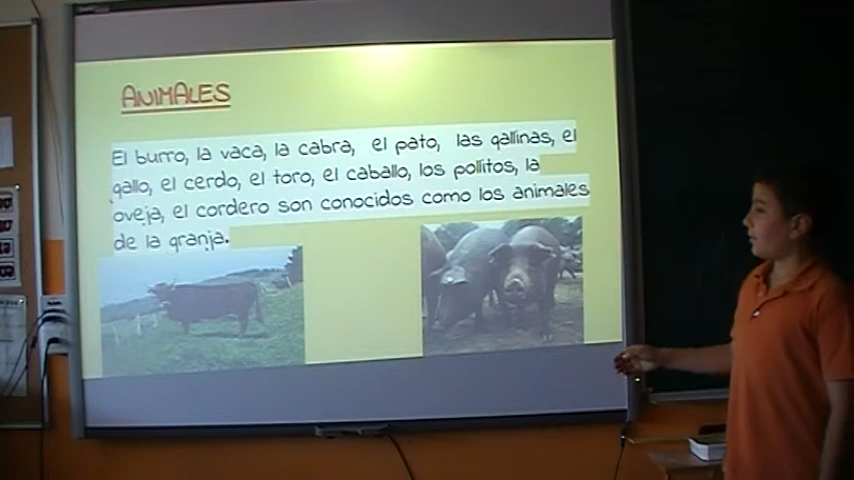 ANIMALES
El burro, la vaca, la cabra, el pato, las gallinas, el
gallo, el cerdo, el toro, el caballo, los pollitos, la
oveja, el cordero son conocidos como los animales
de la granja.